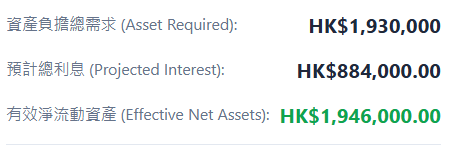 資產負擔總需求 (Asset Required): HK$1,930,000
預計總利息 (Projected Interest): HK$884,000.00
有效淨流動資產 (Effective Net Assets): HK$1,946,000.00